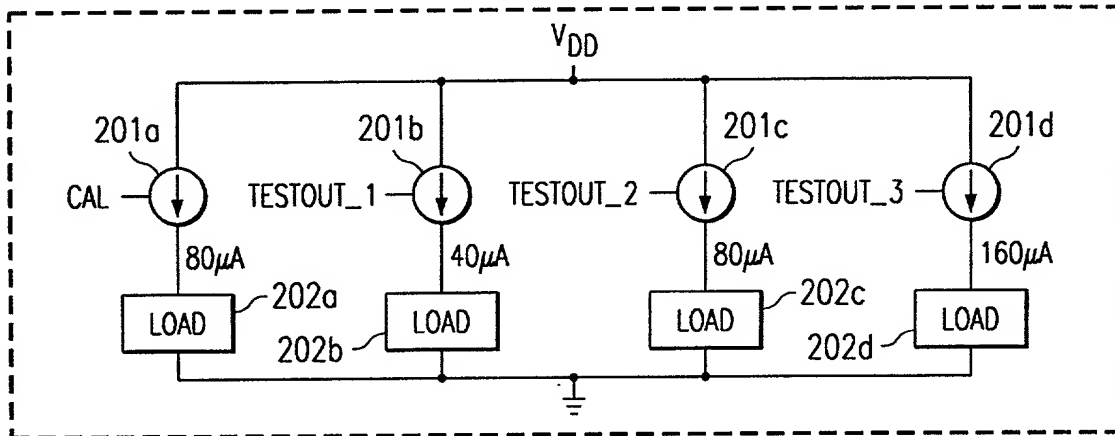 VDD
201a
201b
201c
201d
CAL
TESTOUT_1
TESTOUT_2
TESTOUT_3
80μA
40μA
80μA
160μA
LOAD
202a
LOAD
202b
LOAD
202c
LOAD
202d